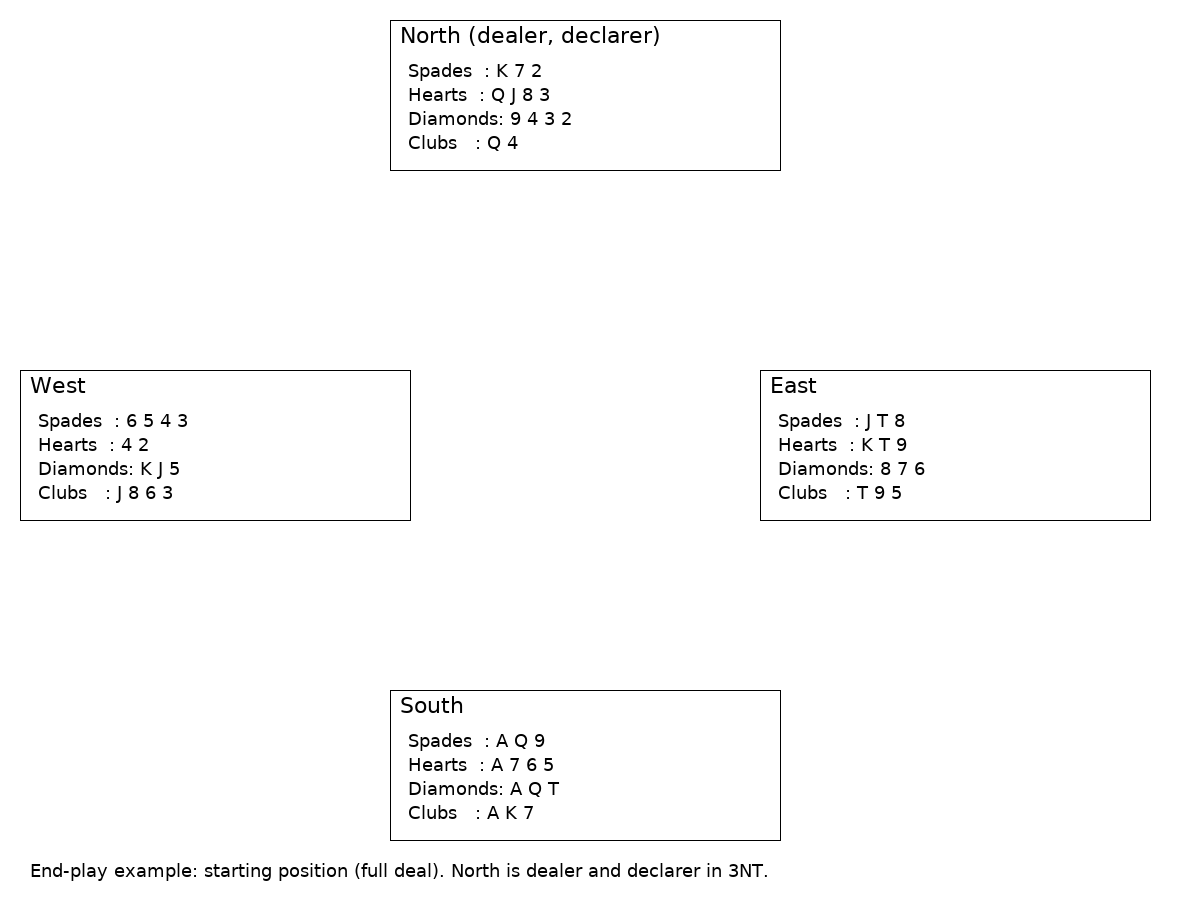 North (dealer, declarer)
Spades  : K 7 2
Hearts  : Q J 8 3
Diamonds: 9 4 3 2
Clubs   : Q 4
West
Spades  : 6 5 4 3
Hearts  : 4 2
Diamonds: K J 5
Clubs   : J 8 6 3
East
Spades  : J T 8
Hearts  : K T 9
Diamonds: 8 7 6
Clubs   : T 9 5
South
Spades  : A Q 9
Hearts  : A 7 6 5
Diamonds: A Q T
Clubs   : A K 7
End-play example: starting position (full deal). North is dealer and declarer in 3NT.